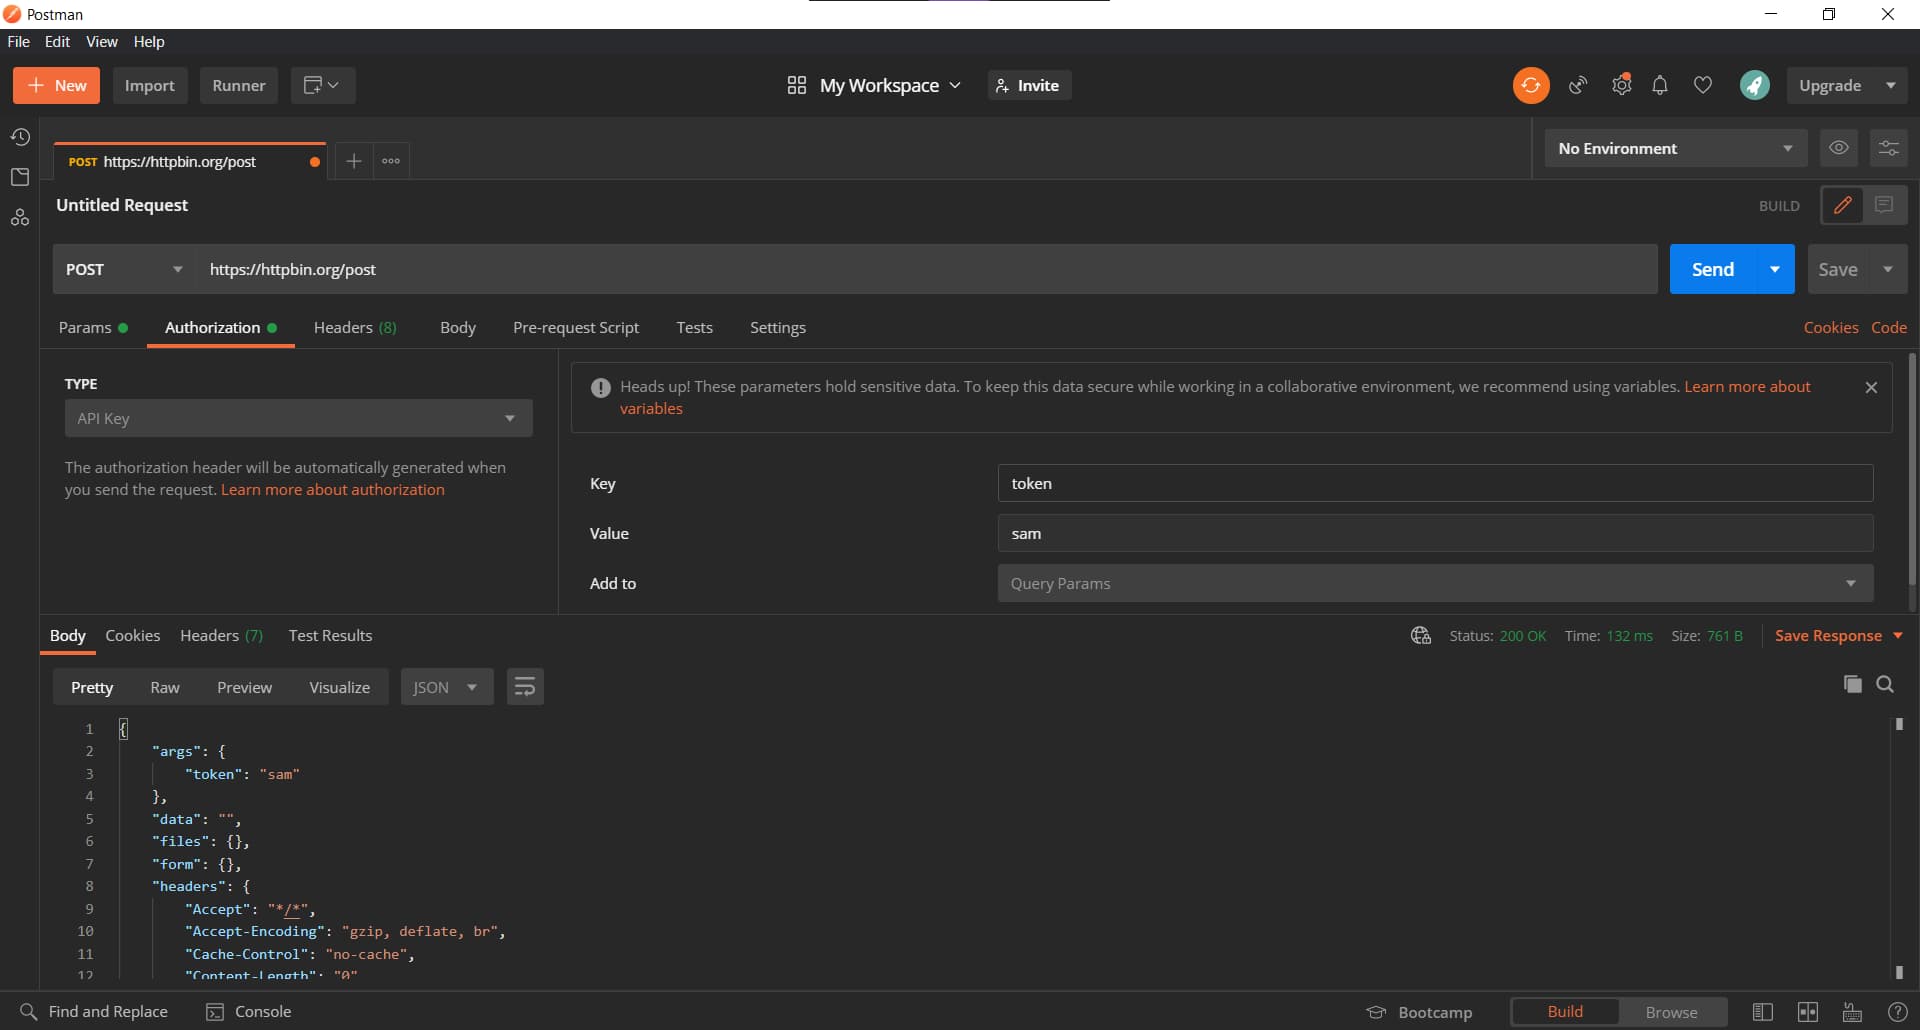 Postman
File Edit View Help
New Import Runner My Workspace Invite Upgrade
POST https://httpbin.org/post No Environment
Untitled Request BUILD
POST https://httpbin.org/post Send Save
Params Authorization Headers (8) Body Pre-request Script Tests Settings Cookies Code
TYPE
API Key
The authorization header will be automatically generated when
you send the request. Learn more about authorization
Heads up! These parameters hold sensitive data. To keep this data secure while working in a collaborative environment, we recommend using variables. Learn more about
variables
Key token
Value sam
Add to Query Params
Body Cookies Headers (7) Test Results Status: 200 OK Time: 132 ms Size: 761 B Save Response
Pretty Raw Preview Visualize JSON
1 {
2 "args": {
3 "token": "sam"
4 },
5 "data": "",
6 "files": {},
7 "form": {},
8 "headers": {
9 "Accept": "*/*",
10 "Accept-Encoding": "gzip, deflate, br",
11 "Cache-Control": "no-cache",
12 "Content-Length": "0"
Find and Replace Console Bootcamp Build Browse